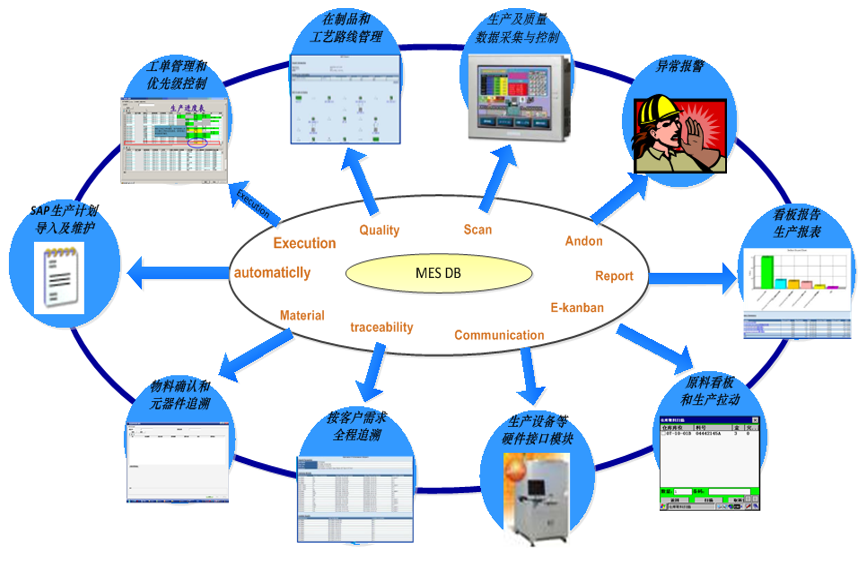 在制品和
工艺路线管理
生产及质量
数据采集与控制
工单管理和
优先级控制
生产进度表
异常报警
SAP生产计划
导入及维护
看板报告
生产报表
Execution
Quality
Scan
Execution
Andon
automaticlly
MES DB
Report
Material
E-kanban
traceability
Communication
物料确认和
元器件追溯
按客户需求
全程追溯
生产设备等
硬件接口模块
原料看板
和生产拉动